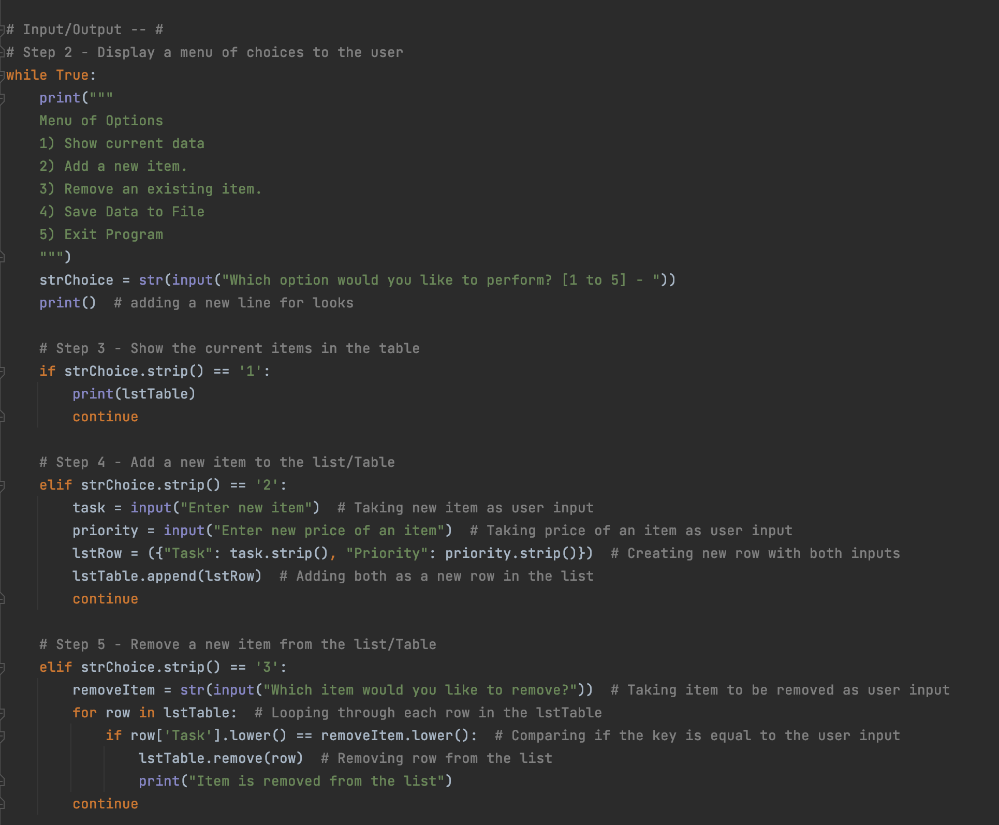 # Input/Output -- #
# Step 2 - Display a menu of choices to the user
while True:
    print("""
    Menu of Options
    1) Show current data
    2) Add a new item.
    3) Remove an existing item.
    4) Save Data to File
    5) Exit Program
    """)
    strChoice = str(input("Which option would you like to perform? [1 to 5] - "))
    print()  # adding a new line for looks

    # Step 3 - Show the current items in the table
    if strChoice.strip() == '1':
        print(lstTable)
        continue

    # Step 4 - Add a new item to the list/Table
    elif strChoice.strip() == '2':
        task = input("Enter new item")  # Taking new item as user input
        priority = input("Enter new price of an item")  # Taking price of an item as user input
        lstRow = ({"Task": task.strip(), "Priority": priority.strip()})  # Creating new row with both inputs
        lstTable.append(lstRow)  # Adding both as a new row in the list
        continue

    # Step 5 - Remove a new item from the list/Table
    elif strChoice.strip() == '3':
        removeItem = str(input("Which item would you like to remove?"))  # Taking item to be removed as user input
        for row in lstTable:  # Looping through each row in the lstTable
            if row['Task'].lower() == removeItem.lower():  # Comparing if the key is equal to the user input
                lstTable.remove(row)  # Removing row from the list
                print("Item is removed from the list")
        continue